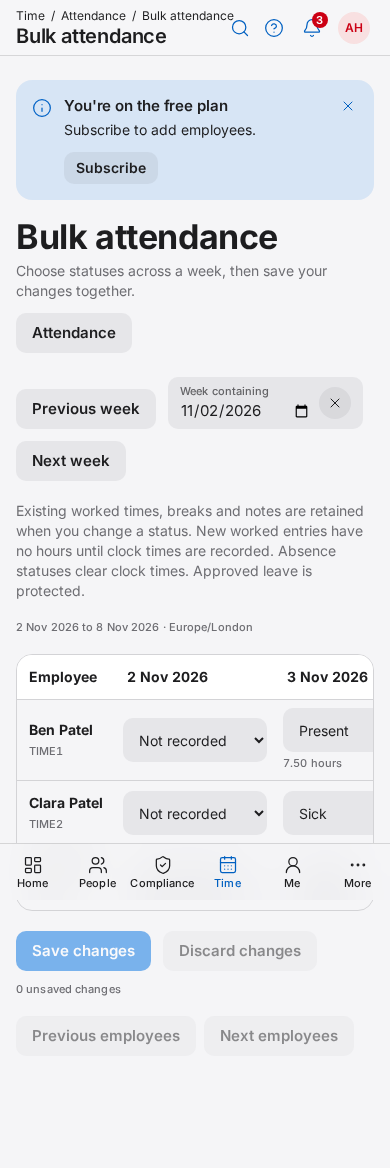 Time / Attendance / Bulk attendance
Bulk attendance
3
AH
You're on the free plan
Subscribe to add employees.
Subscribe
Bulk attendance
Choose statuses across a week, then save your
changes together.
Attendance
Previous week
Week containing
11/02/2026
Next week
Existing worked times, breaks and notes are retained
when you change a status. New worked entries have
no hours until clock times are recorded. Absence
statuses clear clock times. Approved leave is
protected.
2 Nov 2026 to 8 Nov 2026 · Europe/London
Employee 2 Nov 2026 3 Nov 2026
Ben Patel
TIME1
Not recorded
Present
7.50 hours
Clara Patel
TIME2
Not recorded
Sick
Home People Compliance Time Me More
Save changes Discard changes
0 unsaved changes
Previous employees Next employees